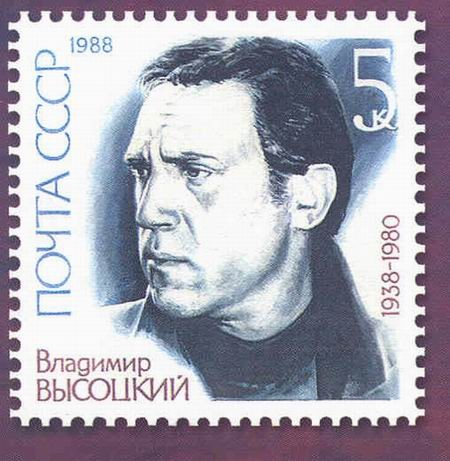 1988
5 к
ПОЧТА СССР
1938-1980
Владимир
ВЫСОЦКИЙ